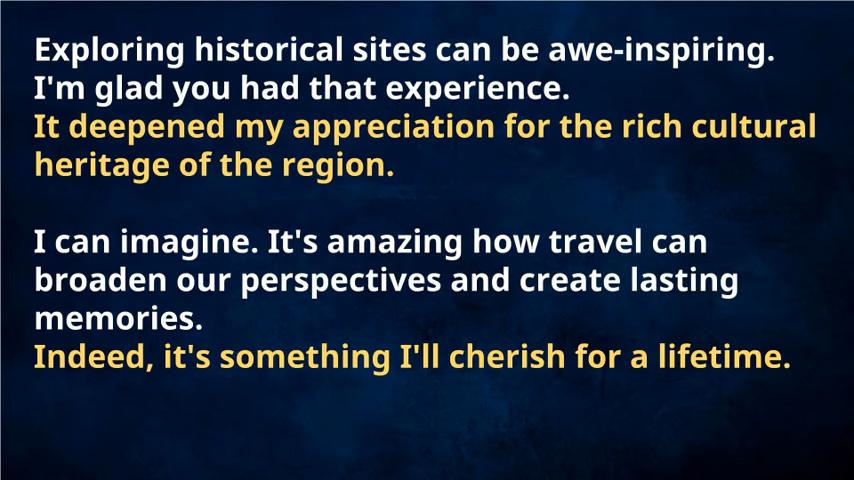 Exploring historical sites can be awe-inspiring.
I'm glad you had that experience.
It deepened my appreciation for the rich cultural
heritage of the region.
I can imagine. It's amazing how travel can
broaden our perspectives and create lasting
memories.
Indeed, it's something I'll cherish for a lifetime.